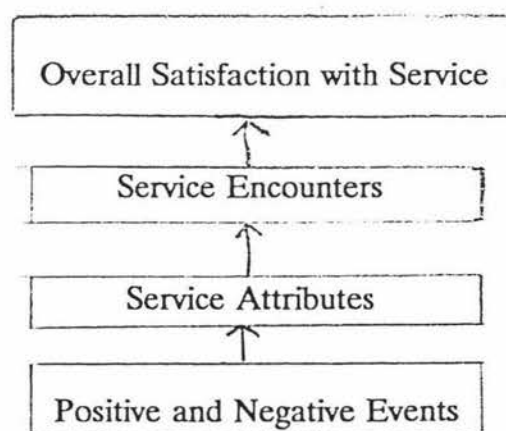 Overall Satisfaction with Service
Service Encounters
Service Attributes
Positive and Negative Events